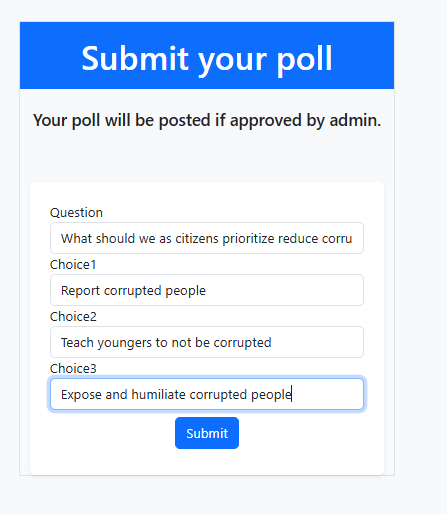 Submit your poll
Your poll will be posted if approved by admin.
Question
What should we as citizens prioritize reduce corru
Choice1
Report corrupted people
Choice2
Teach youngers to not be corrupted
Choice3
Expose and humiliate corrupted people
Submit